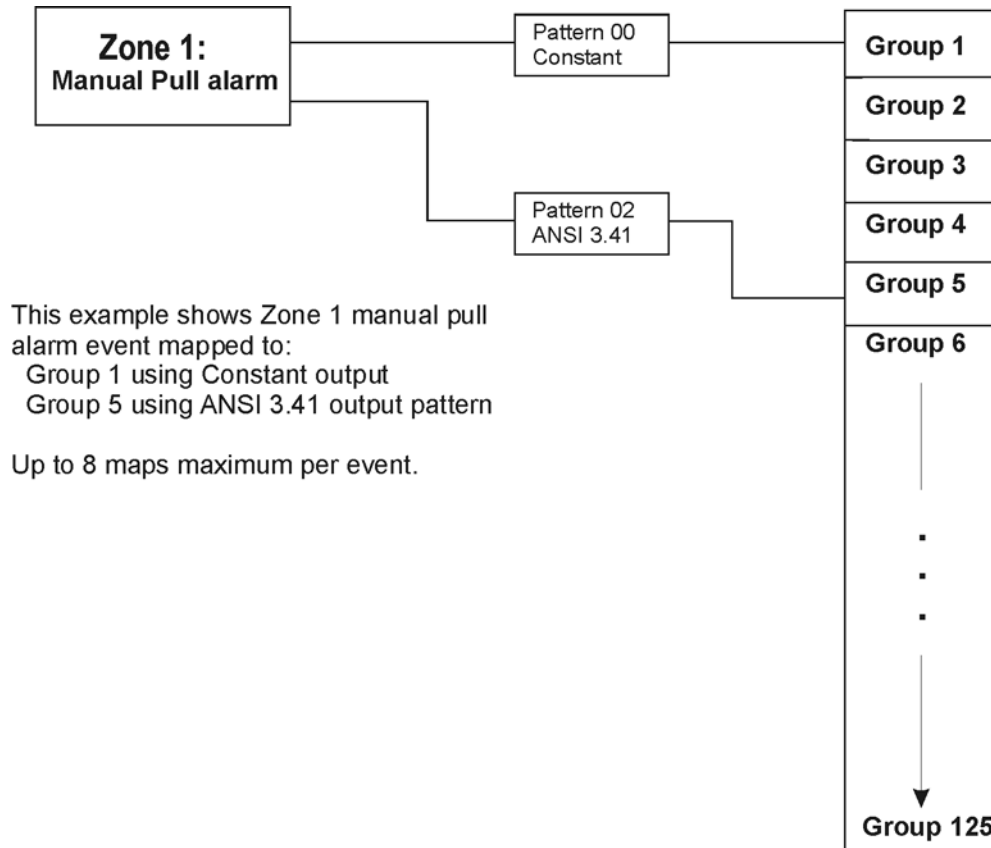 Zone 1:
Manual Pull alarm
Pattern 00
Constant
Pattern 02
ANSI 3.41
Group 1
Group 2
Group 3
Group 4
Group 5
Group 6
Group 125
This example shows Zone 1 manual pull
alarm event mapped to:
Group 1 using Constant output
Group 5 using ANSI 3.41 output pattern
Up to 8 maps maximum per event.